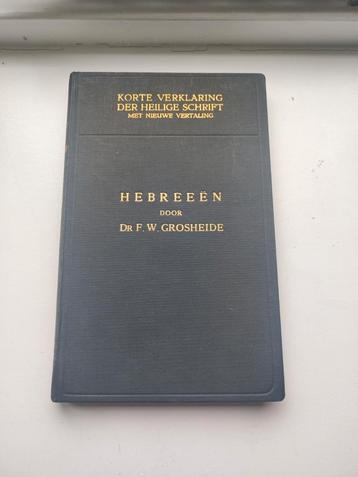 KORTE VERKLARING
DER HEILIGE SCHRIFT
MET NIEUWE VERTALING
HEBREEËN
DOOR
DR F. W. GROSHEIDE